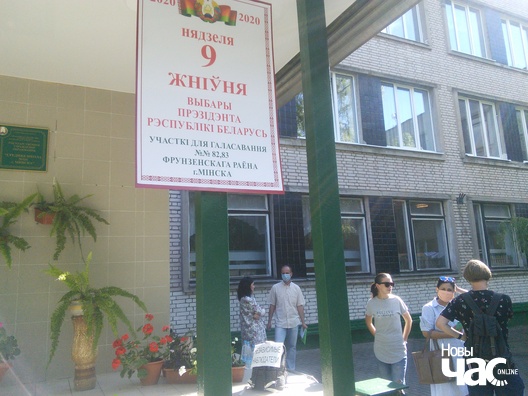 2020 2020
НЯДЗЕЛЯ
9
ЖНІЎНЯ
ВЫБАРЫ
ПРЭЗІДЭНТА
РЭСПУБЛІКІ БЕЛАРУСЬ
УЧАСТКІ ДЛЯ ГАЛАСАВАННЯ
№№ 82,83
ФРУНЗЕНСКАГА РАЁНА
г.МІНСКА
НОВЫ
ЧАС
ONLINE